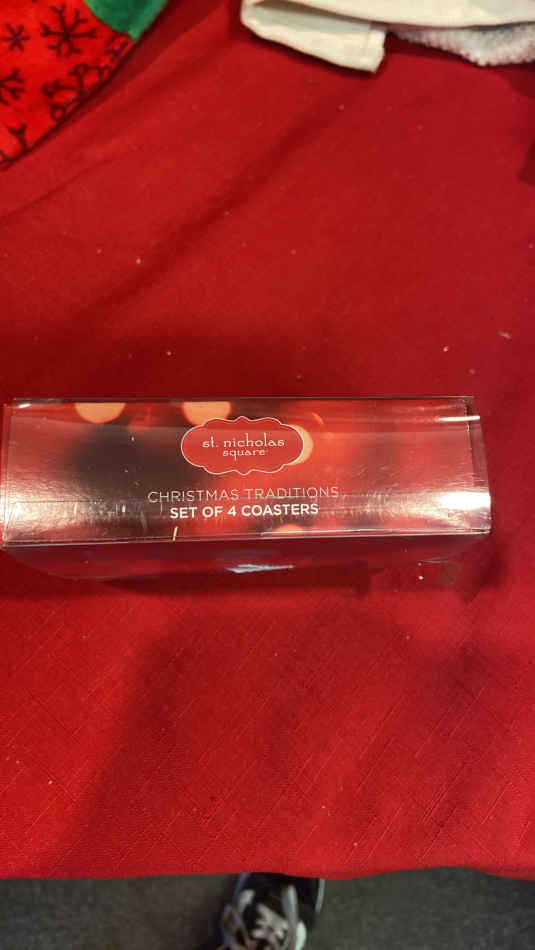 st. nicholas
square
CHRISTMAS TRADITIONS
SET OF 4 COASTERS